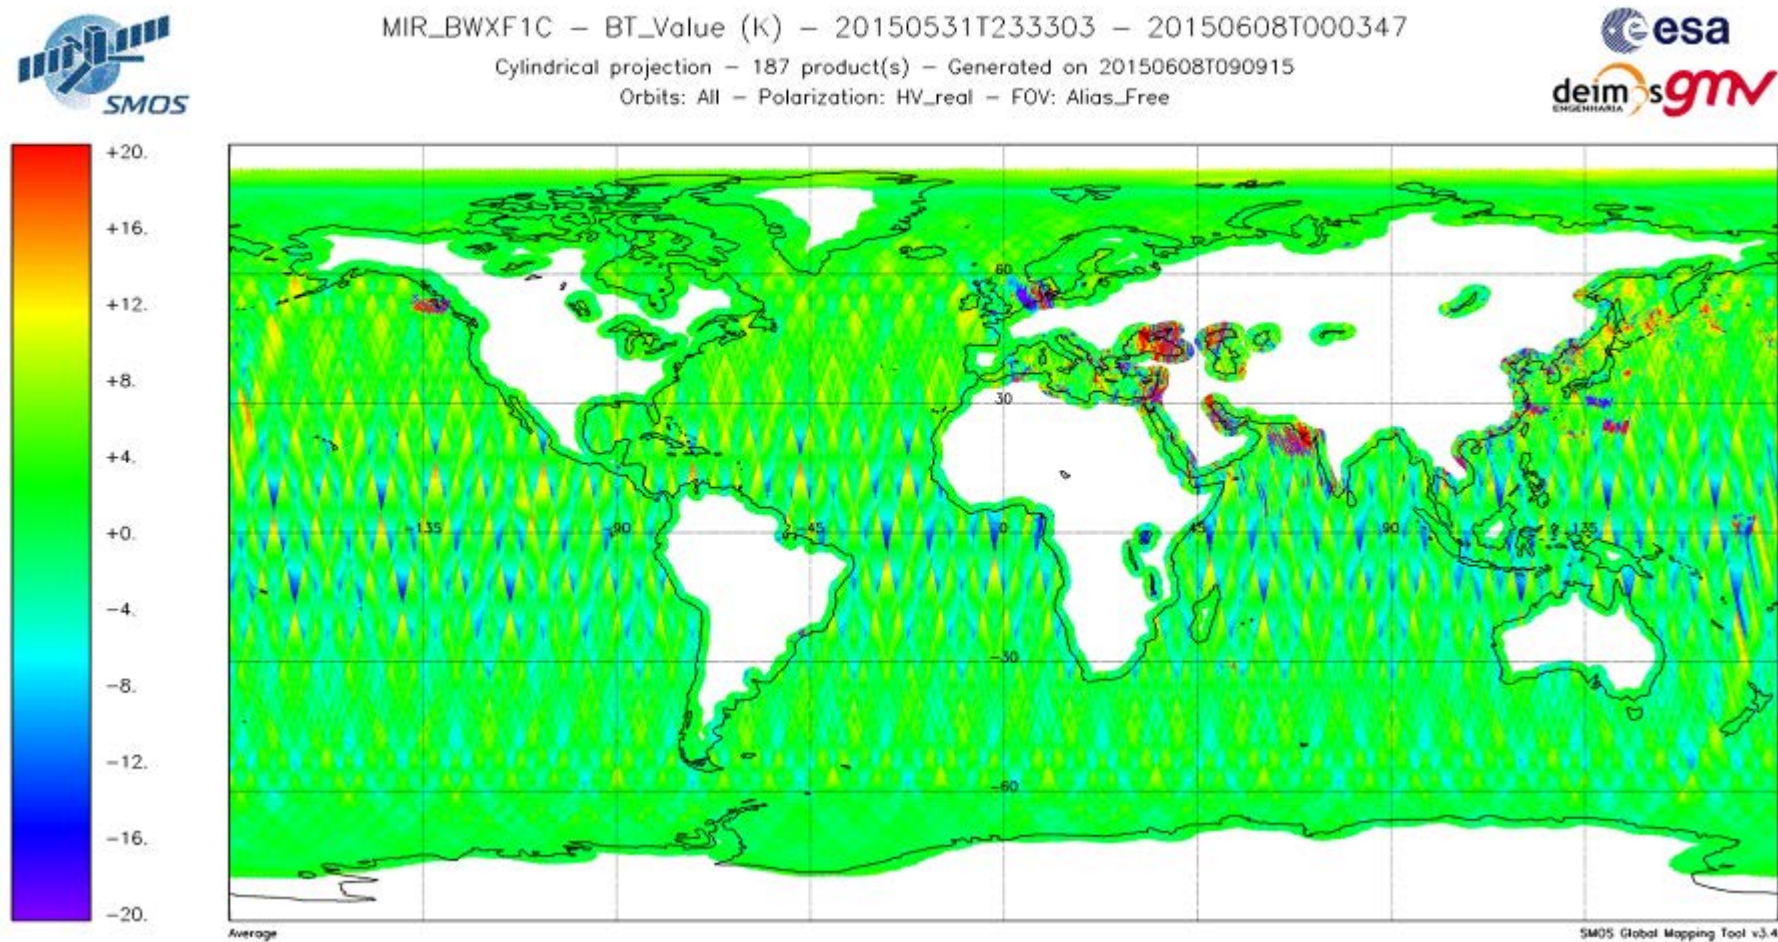 MIR_BWXF1C – BT_Value (K) – 20150531T233303 – 20150608T000347
Cylindrical projection – 187 product(s) – Generated on 20150608T090915
Orbits: All – Polarization: HV_real – FOV: Alias_Free
SMOS
esa
deimos
ENGENHARIA
gmv
+20.
+16.
+12.
+8.
+4.
+0.
−4.
−8.
−12.
−16.
−20.
60
30
−135
−90
−45
0
45
90
135
−30
−60
Average
SMOS Global Mapping Tool v3.4